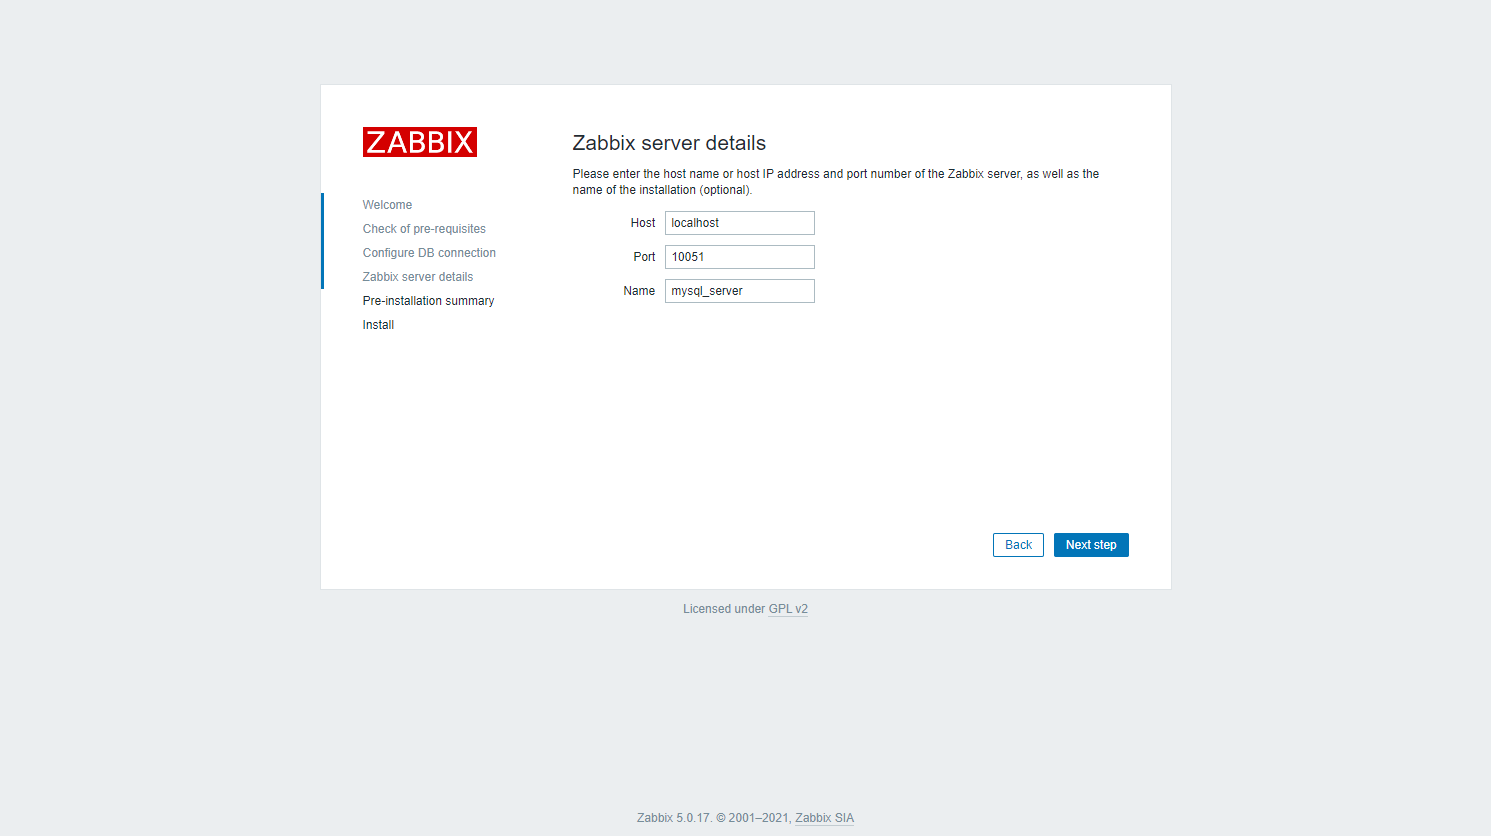 ZABBIX
Welcome
Check of pre-requisites
Configure DB connection
Zabbix server details
Pre-installation summary
Install
Zabbix server details
Please enter the host name or host IP address and port number of the Zabbix server, as well as the
name of the installation (optional).
Host localhost
Port 10051
Name mysql_server
Back Next step
Licensed under GPL v2
Zabbix 5.0.17. © 2001–2021, Zabbix SIA